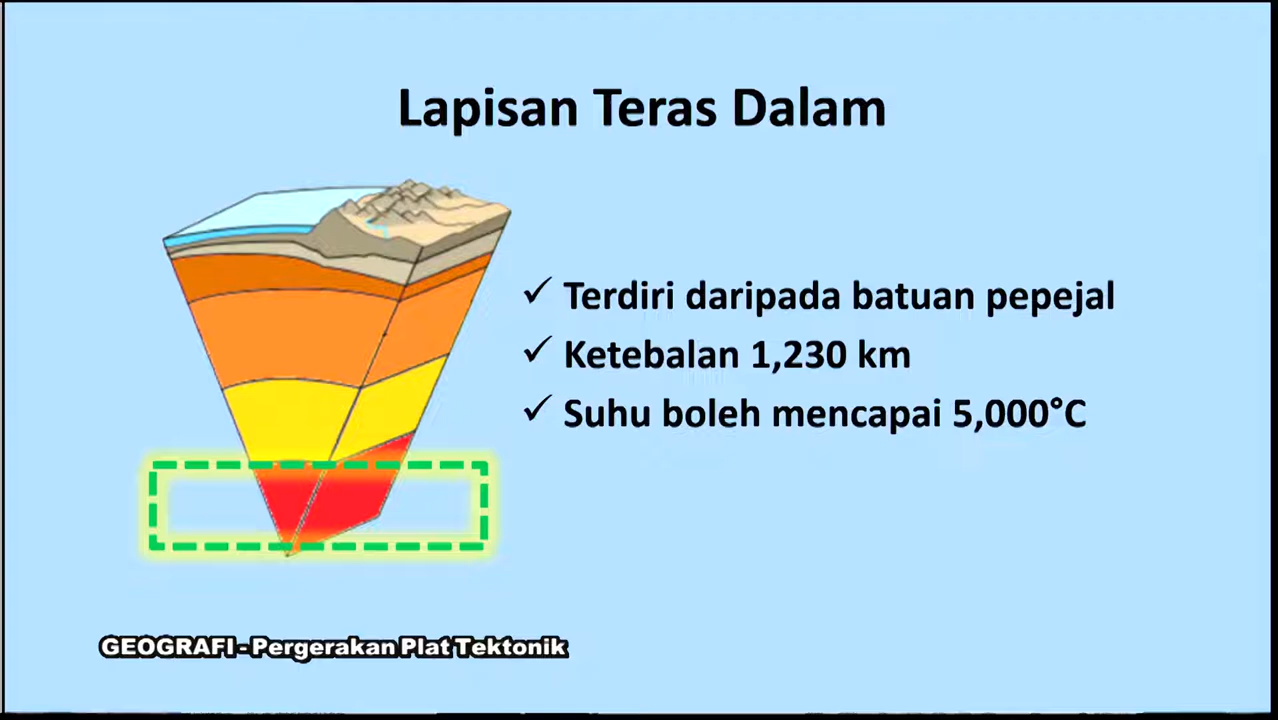 Lapisan Teras Dalam
✓ Terdiri daripada batuan pepejal
✓ Ketebalan 1,230 km
✓ Suhu boleh mencapai 5,000°C
GEOGRAFI - Pergerakan Plat Tektonik